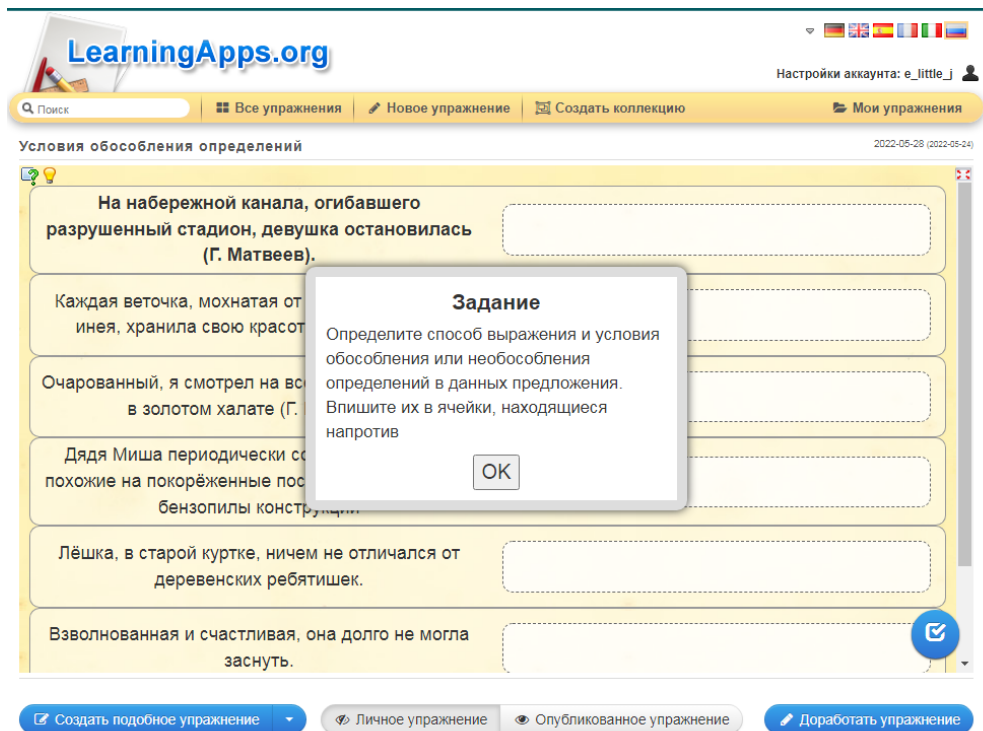 LearningApps.org
Настройки аккаунта: e_little_j
Поиск
Все упражнения
Новое упражнение
Создать коллекцию
Мои упражнения
Условия обособления определений
2022-05-28 (2022-05-24)
На набережной канала, огибавшего
разрушенный стадион, девушка остановилась
(Г. Матвеев).
Каждая веточка, мохнатая от
инея, хранила свою
Очарованный, я смотрел на
в золотом халате (Г.
Дядя Миша периодически
похожие на покорёженные
бензопилы конструкции
Лёшка, в старой куртке, ничем не отличался от
деревенских ребятишек.
Взволнованная и счастливая, она долго не могла
заснуть.
Задание
Определите способ выражения и условия
обособления или необособления
определений в данных предложения.
Впишите их в ячейки, находящиеся
напротив
OK
Создать подобное упражнение
Личное упражнение
Опубликованное упражнение
Доработать упражнение